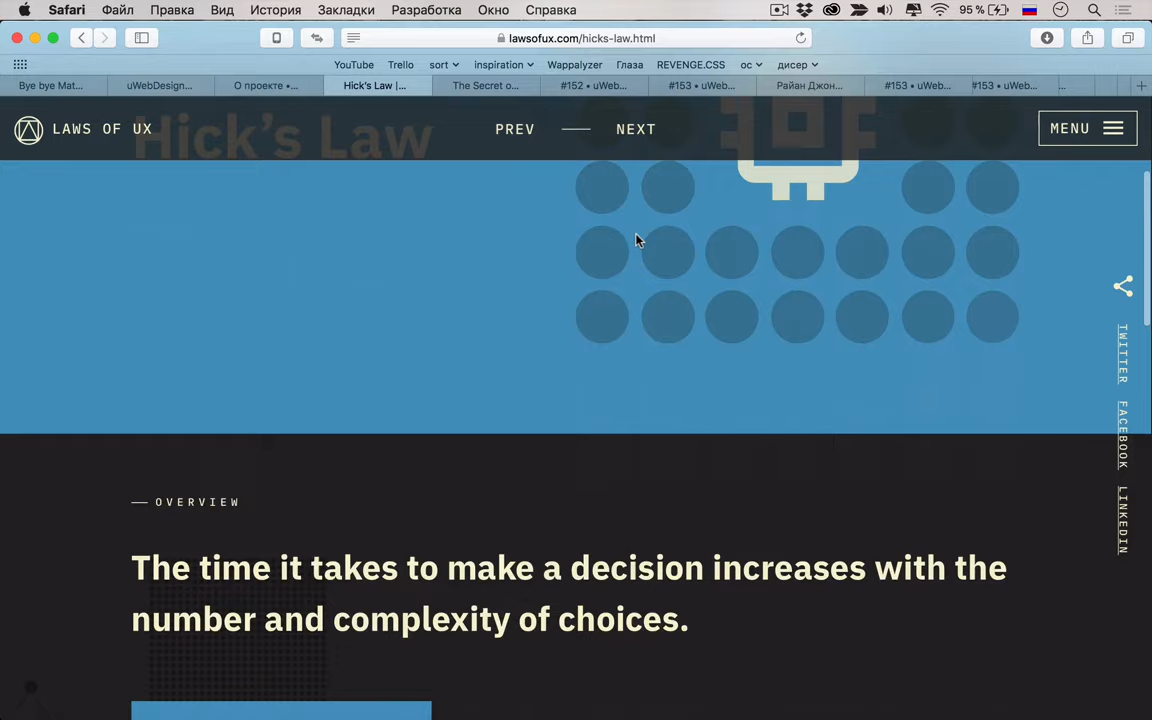 Safari Файл Правка Вид История Закладки Разработка Окно Справка 95 %
lawsofux.com/hicks-law.html
YouTube Trello sort inspiration Wappalyzer Глаза REVENGE.CSS ос дисер
Bye bye Mat... uWebDesign... О проекте •... Hick's Law |... The Secret o... #152 • uWeb... #153 • uWeb... Райан Джон... #153 • uWeb... #153 • uWeb...
LAWS OF UX PREV NEXT MENU
Hick's Law
TWITTER
FACEBOOK
LINKEDIN
OVERVIEW
The time it takes to make a decision increases with the
number and complexity of choices.